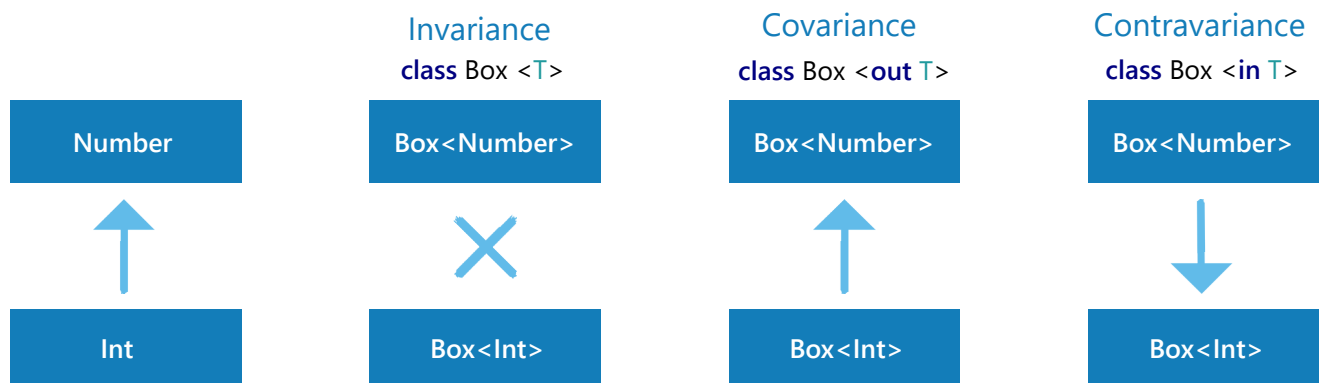 Invariance
class Box <T>
Covariance
class Box <out T>
Contravariance
class Box <in T>
Number
Box<Number>
Box<Number>
Box<Number>
Int
Box<Int>
Box<Int>
Box<Int>